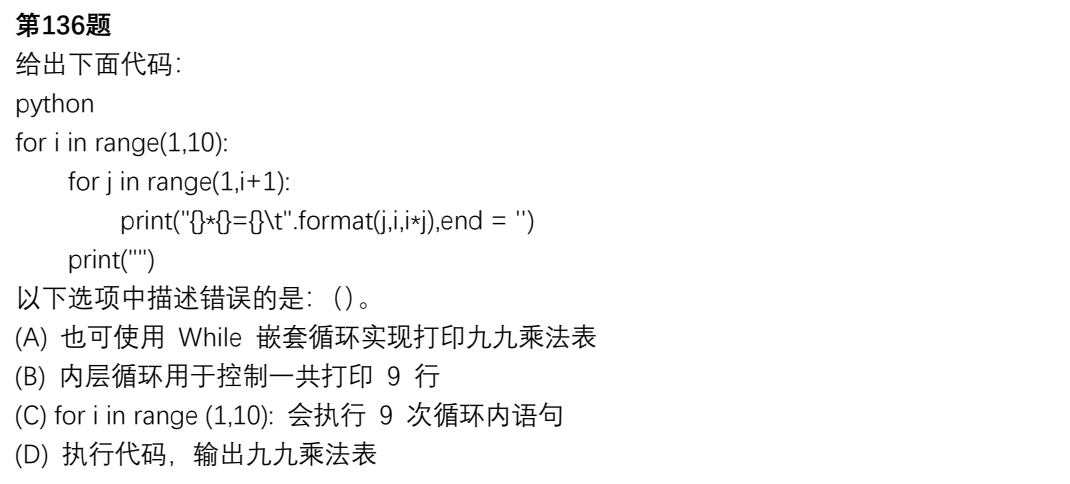 第136题
给出下面代码：
python
for i in range(1,10):
    for j in range(1,i+1):
        print("{}*{}={}\t".format(j,i,i*j),end = '')
    print("")
以下选项中描述错误的是：（）。
(A) 也可使用 While 嵌套循环实现打印九九乘法表
(B) 内层循环用于控制一共打印 9 行
(C) for i in range (1,10): 会执行 9 次循环内语句
(D) 执行代码，输出九九乘法表